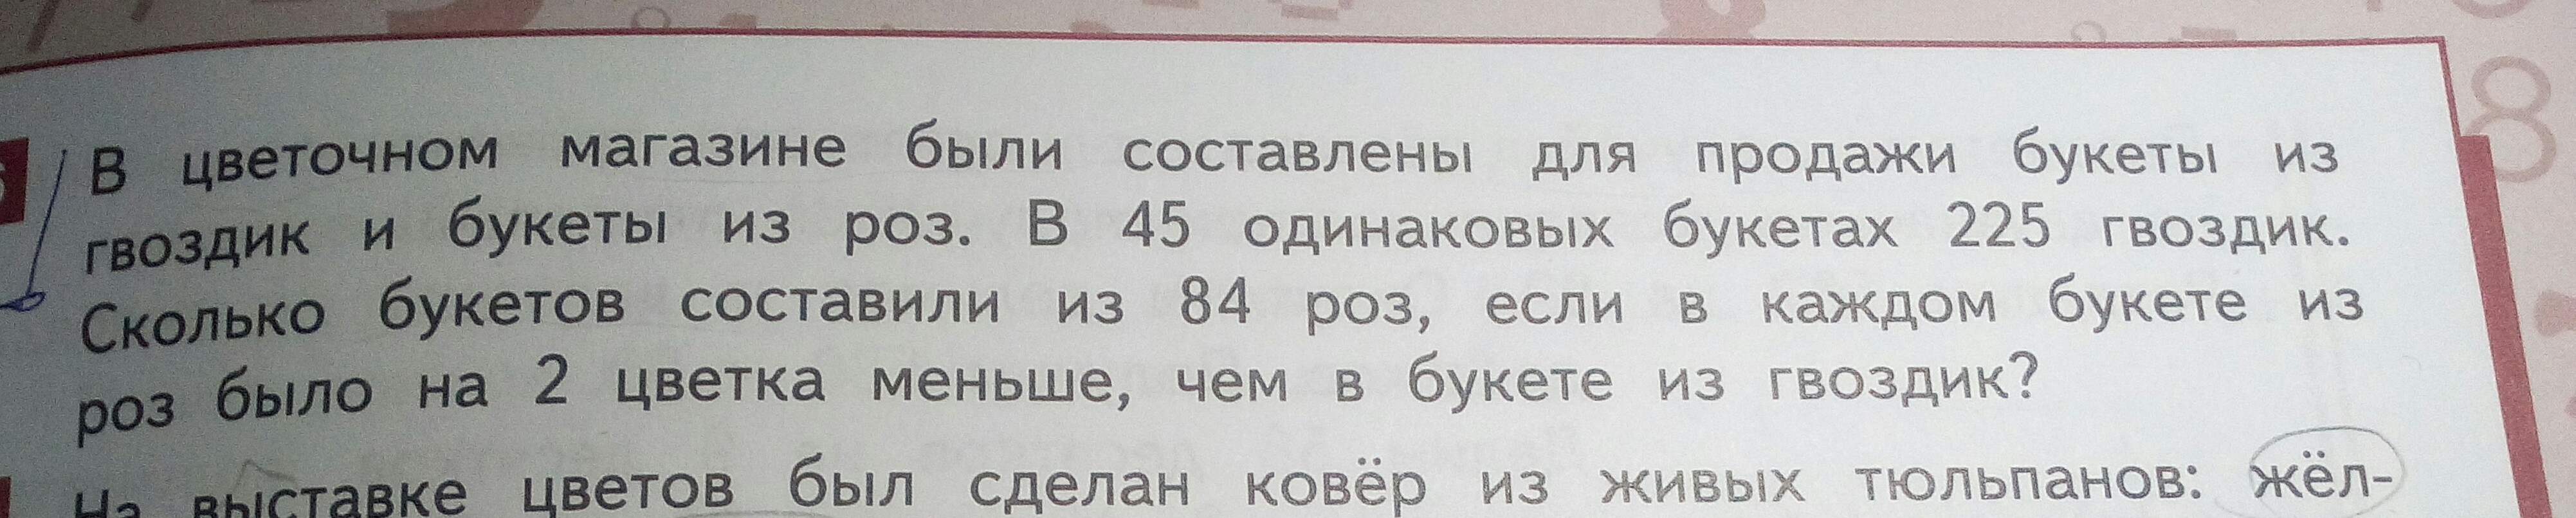 В цветочном магазине были составлены для продажи букеты из
гвоздик и букеты из роз. В 45 одинаковых букетах 225 гвоздик.
Сколько букетов составили из 84 роз, если в каждом букете из
роз было на 2 цветка меньше, чем в букете из гвоздик?
На выставке цветов был сделан ковёр из живых тюльпанов: жёл-